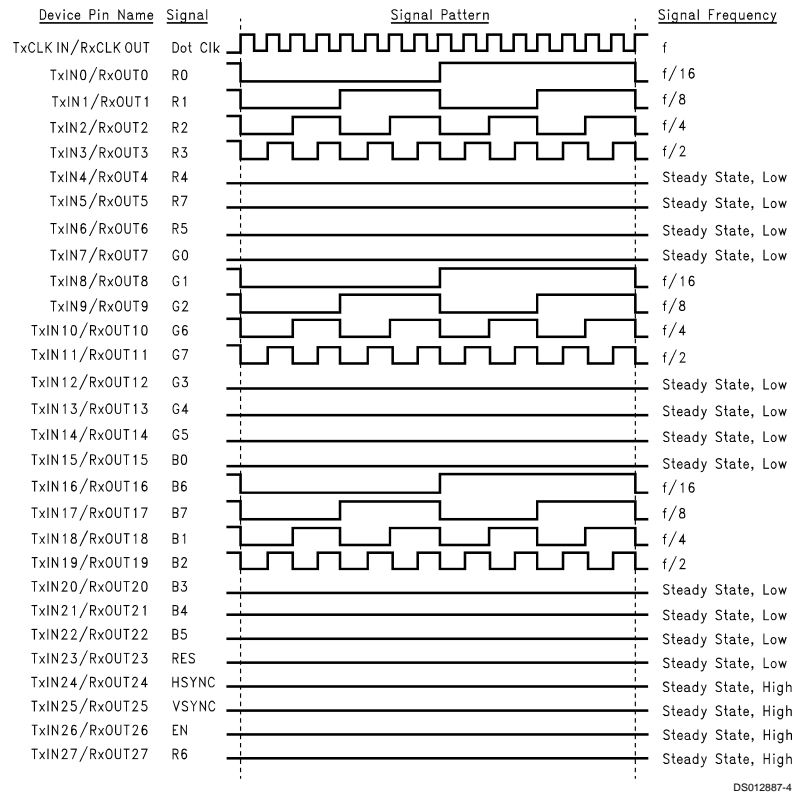 Device Pin Name Signal Signal Pattern Signal Frequency
TxCLK IN/RxCLK OUT Dot Clk f
TxIN0/RxOUT0 R0 f/16
TxIN1/RxOUT1 R1 f/8
TxIN2/RxOUT2 R2 f/4
TxIN3/RxOUT3 R3 f/2
TxIN4/RxOUT4 R4 Steady State, Low
TxIN5/RxOUT5 R7 Steady State, Low
TxIN6/RxOUT6 R5 Steady State, Low
TxIN7/RxOUT7 G0 Steady State, Low
TxIN8/RxOUT8 G1 f/16
TxIN9/RxOUT9 G2 f/8
TxIN10/RxOUT10 G6 f/4
TxIN11/RxOUT11 G7 f/2
TxIN12/RxOUT12 G3 Steady State, Low
TxIN13/RxOUT13 G4 Steady State, Low
TxIN14/RxOUT14 G5 Steady State, Low
TxIN15/RxOUT15 B0 Steady State, Low
TxIN16/RxOUT16 B6 f/16
TxIN17/RxOUT17 B7 f/8
TxIN18/RxOUT18 B1 f/4
TxIN19/RxOUT19 B2 f/2
TxIN20/RxOUT20 B3 Steady State, Low
TxIN21/RxOUT21 B4 Steady State, Low
TxIN22/RxOUT22 B5 Steady State, Low
TxIN23/RxOUT23 RES Steady State, Low
TxIN24/RxOUT24 HSYNC Steady State, High
TxIN25/RxOUT25 VSYNC Steady State, High
TxIN26/RxOUT26 EN Steady State, High
TxIN27/RxOUT27 R6 Steady State, High
DS012887-4